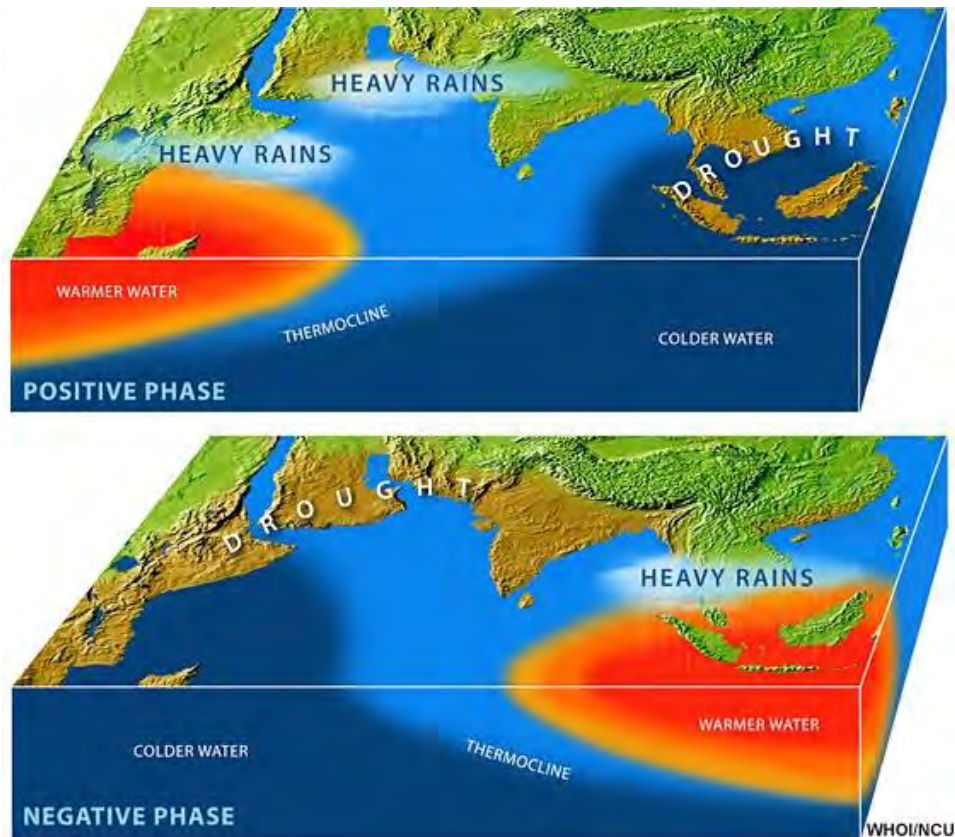 HEAVY RAINS
HEAVY RAINS
DROUGHT
WARMER WATER
THERMOCLINE
COLDER WATER
POSITIVE PHASE
DROUGHT
HEAVY RAINS
WARMER WATER
COLDER WATER
THERMOCLINE
NEGATIVE PHASE
WHOI/NCU